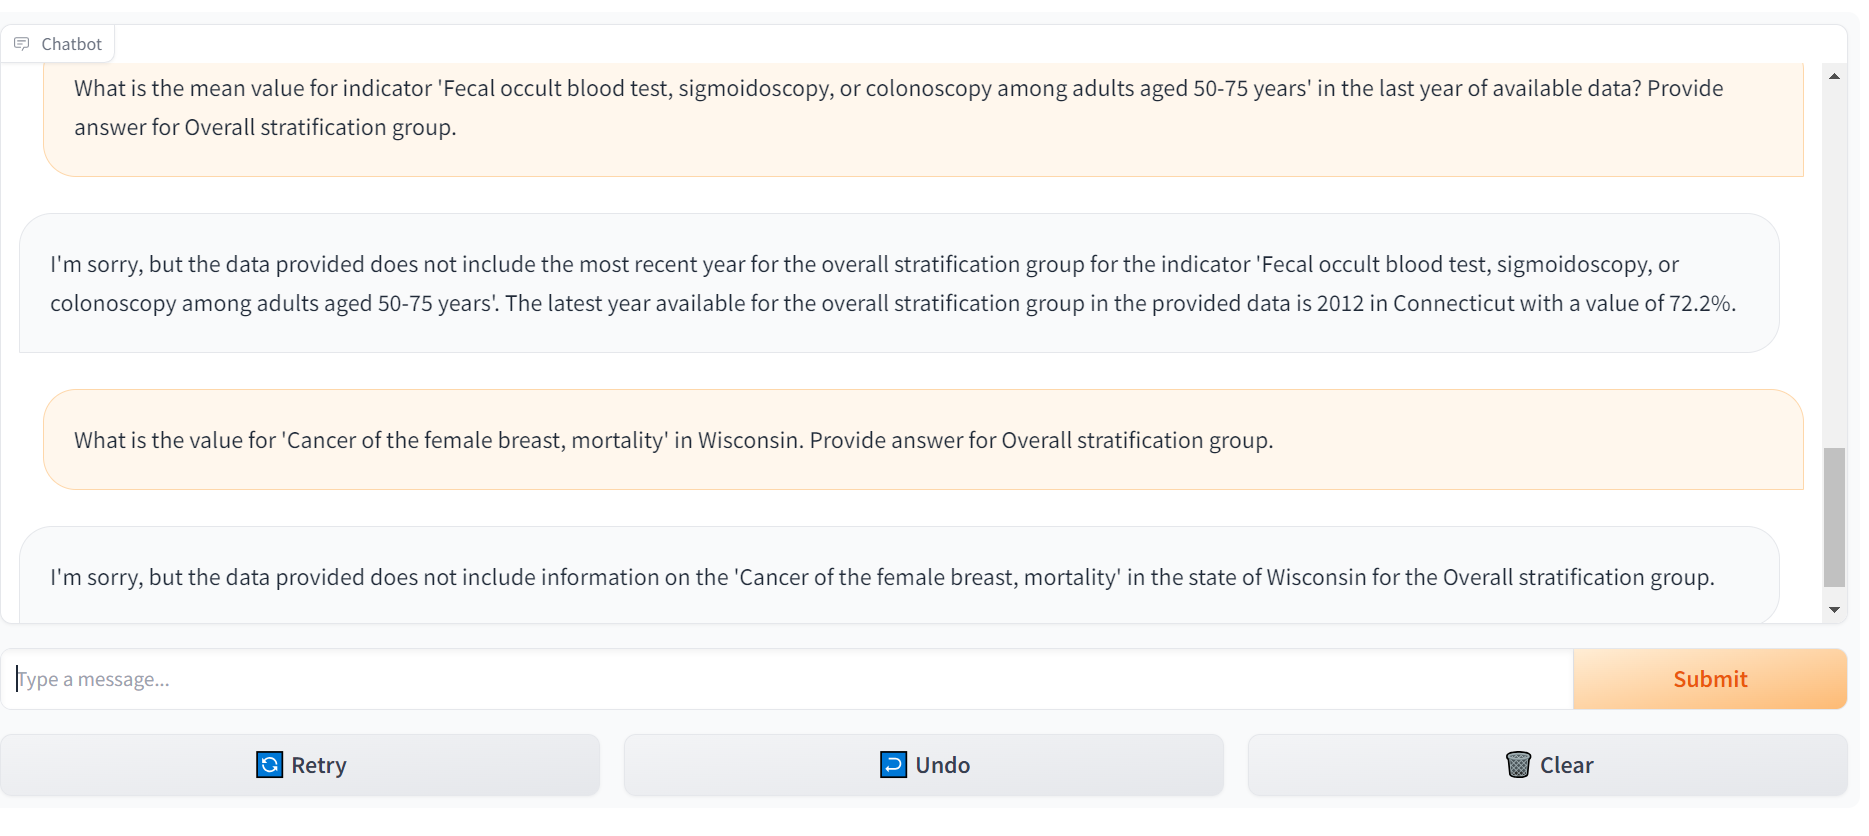 Chatbot
What is the mean value for indicator 'Fecal occult blood test, sigmoidoscopy, or colonoscopy among adults aged 50-75 years' in the last year of available data? Provide
answer for Overall stratification group.
I'm sorry, but the data provided does not include the most recent year for the overall stratification group for the indicator 'Fecal occult blood test, sigmoidoscopy, or
colonoscopy among adults aged 50-75 years'. The latest year available for the overall stratification group in the provided data is 2012 in Connecticut with a value of 72.2%.
What is the value for 'Cancer of the female breast, mortality' in Wisconsin. Provide answer for Overall stratification group.
I'm sorry, but the data provided does not include information on the 'Cancer of the female breast, mortality' in the state of Wisconsin for the Overall stratification group.
Type a message...
Submit
Retry
Undo
Clear